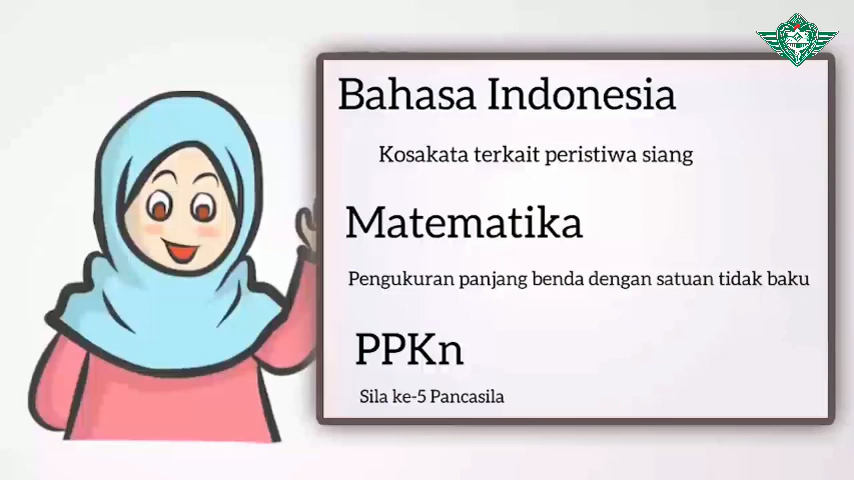 Bahasa Indonesia
Kosakata terkait peristiwa siang
Matematika
Pengukuran panjang benda dengan satuan tidak baku
PPKn
Sila ke-5 Pancasila